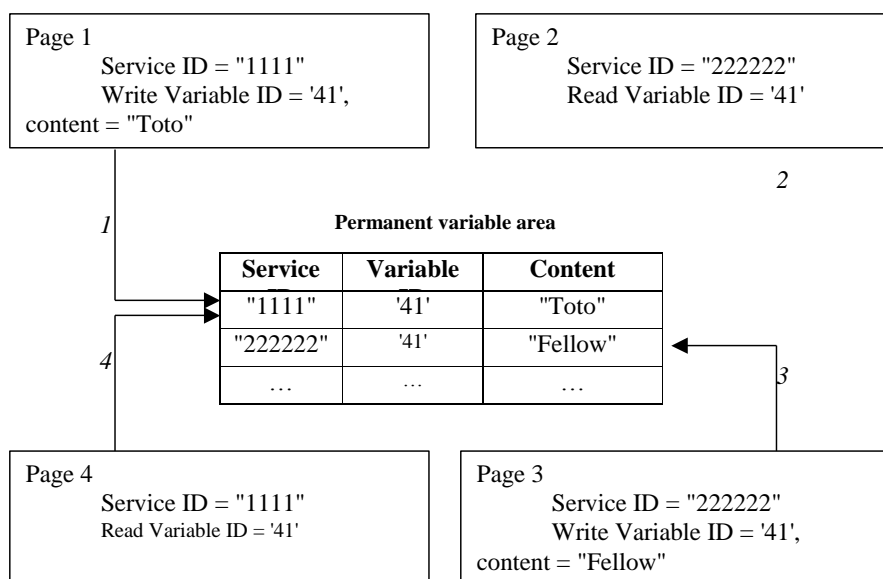 Page 1
Service ID = "1111"
Write Variable ID = '41',
content = "Toto"
Page 2
Service ID = "222222"
Read Variable ID = '41'
2
1
Permanent variable area
Service Variable Content
"1111" '41' "Toto"
"222222" '41' "Fellow"
… … …
4
3
Page 4
Service ID = "1111"
Read Variable ID = '41'
Page 3
Service ID = "222222"
Write Variable ID = '41',
content = "Fellow"